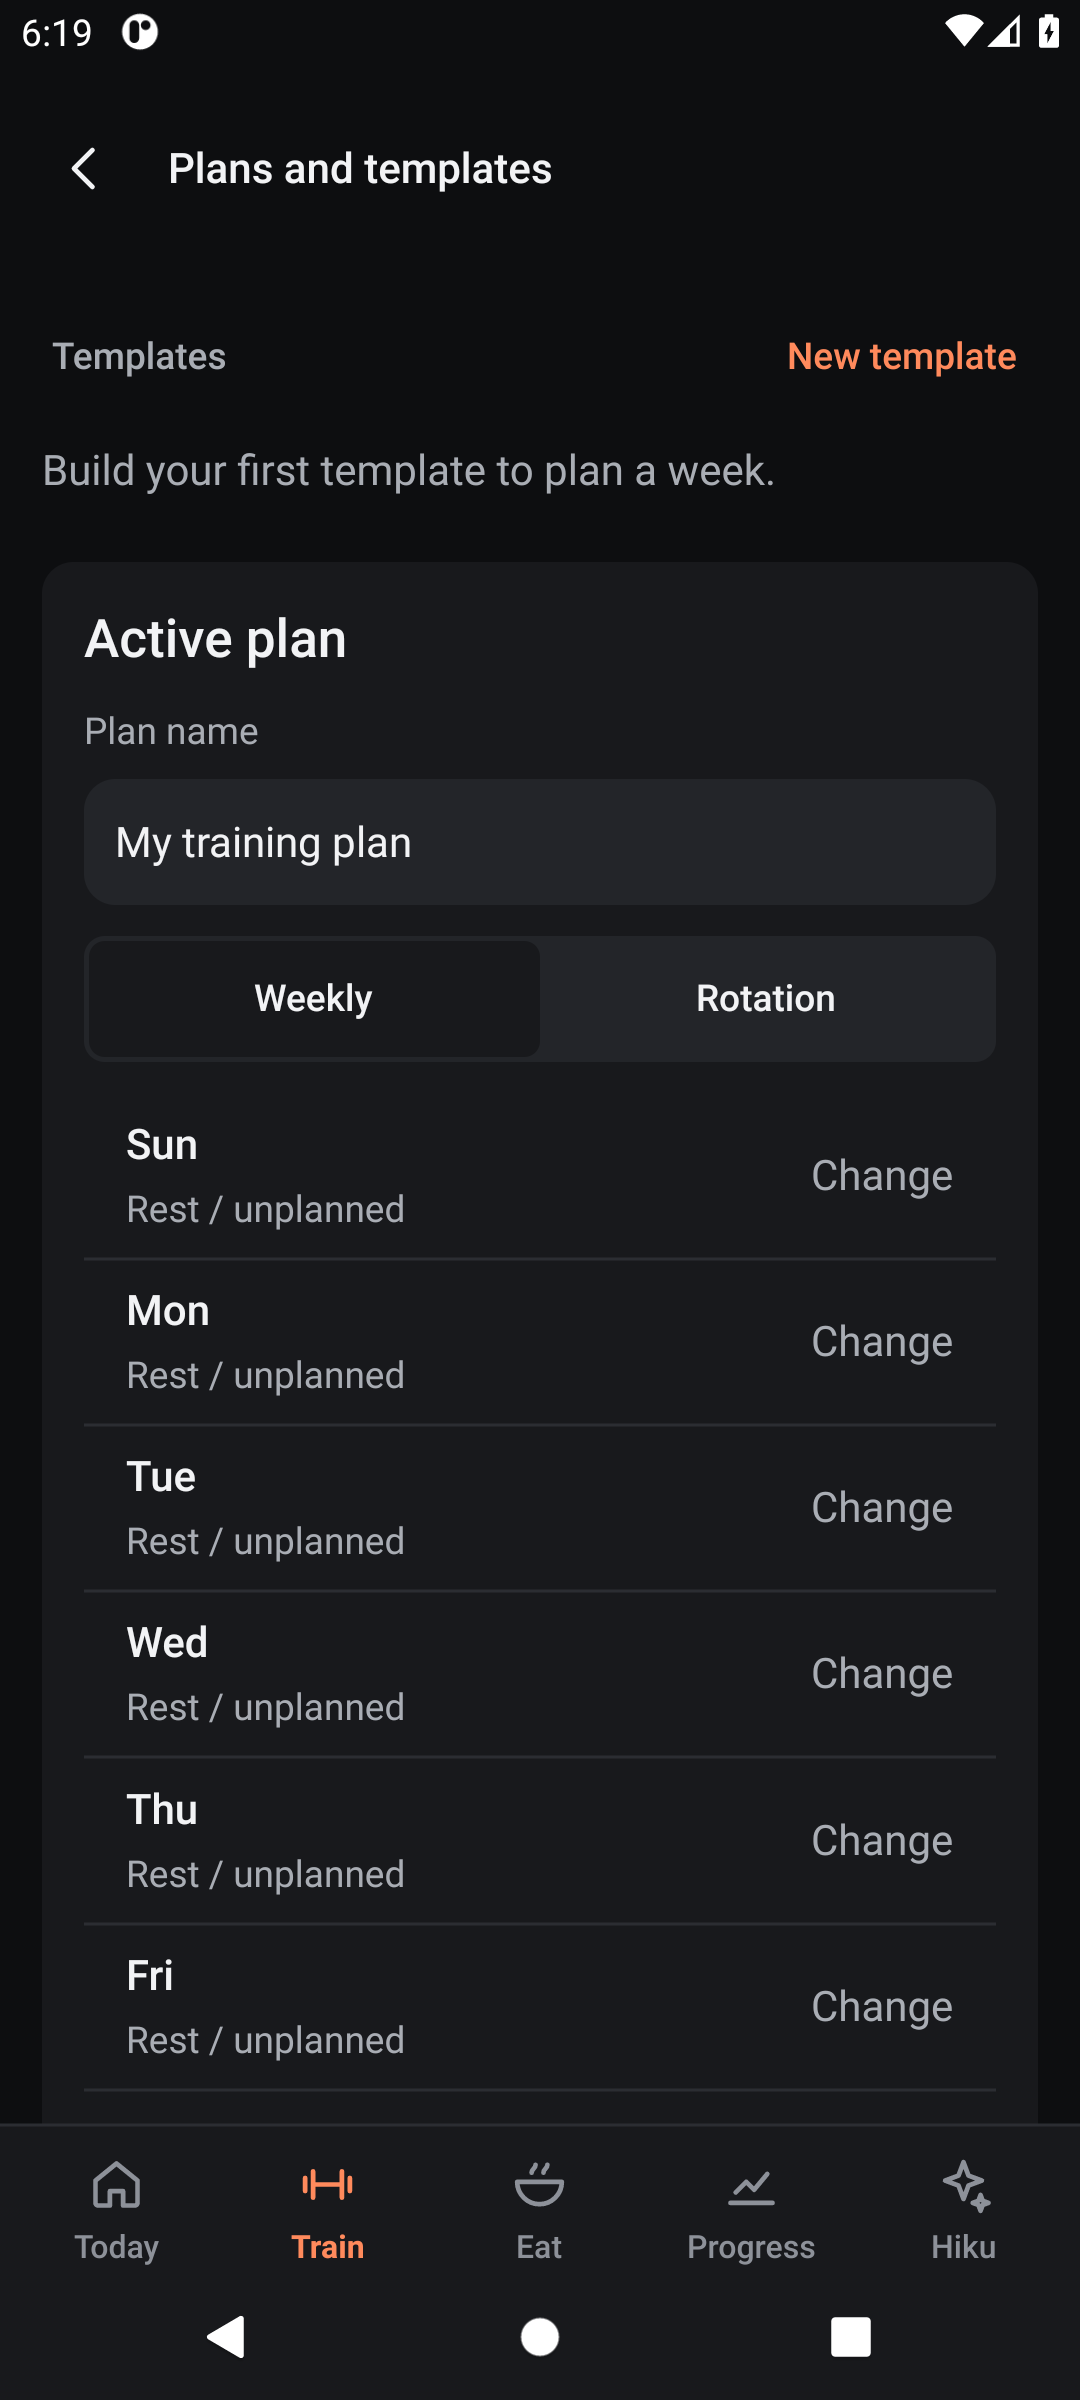 6:19
Plans and templates
Templates
New template
Build your first template to plan a week.
Active plan
Plan name
My training plan
Weekly
Rotation
Sun
Rest / unplanned
Change
Mon
Rest / unplanned
Change
Tue
Rest / unplanned
Change
Wed
Rest / unplanned
Change
Thu
Rest / unplanned
Change
Fri
Rest / unplanned
Change
Today
Train
Eat
Progress
Hiku